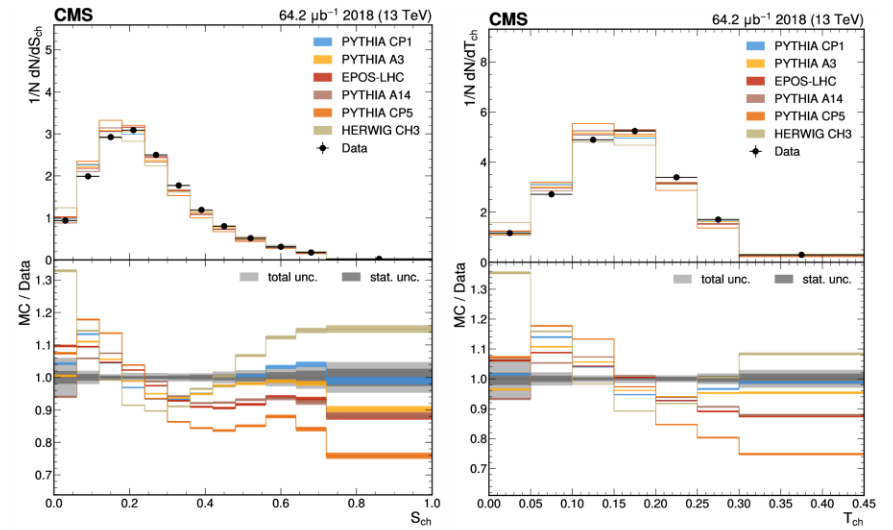 CMS 64.2 μb⁻¹ 2018 (13 TeV)
1/N dN/dS_ch
5
4
3
2
1
0
PYTHIA CP1
PYTHIA A3
EPOS-LHC
PYTHIA A14
PYTHIA CP5
HERWIG CH3
Data
MC / Data
1.3
1.2
1.1
1.0
0.9
0.8
0.7
total unc. stat. unc.
0.0 0.2 0.4 0.6 0.8 1.0
S_ch
CMS 64.2 μb⁻¹ 2018 (13 TeV)
1/N dN/dT_ch
8
6
4
2
0
PYTHIA CP1
PYTHIA A3
EPOS-LHC
PYTHIA A14
PYTHIA CP5
HERWIG CH3
Data
MC / Data
1.3
1.2
1.1
1.0
0.9
0.8
0.7
total unc. stat. unc.
0.00 0.05 0.10 0.15 0.20 0.25 0.30 0.35 0.40 0.45
T_ch